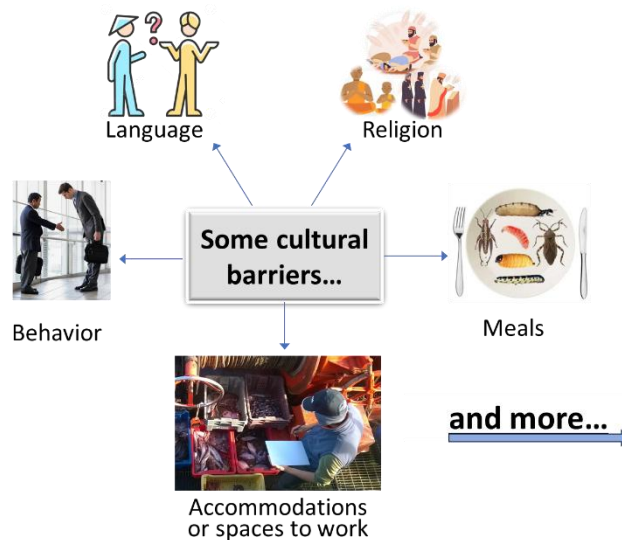 Language
Religion
Some cultural
barriers...
Behavior
Meals
and more...
Accommodations
or spaces to work